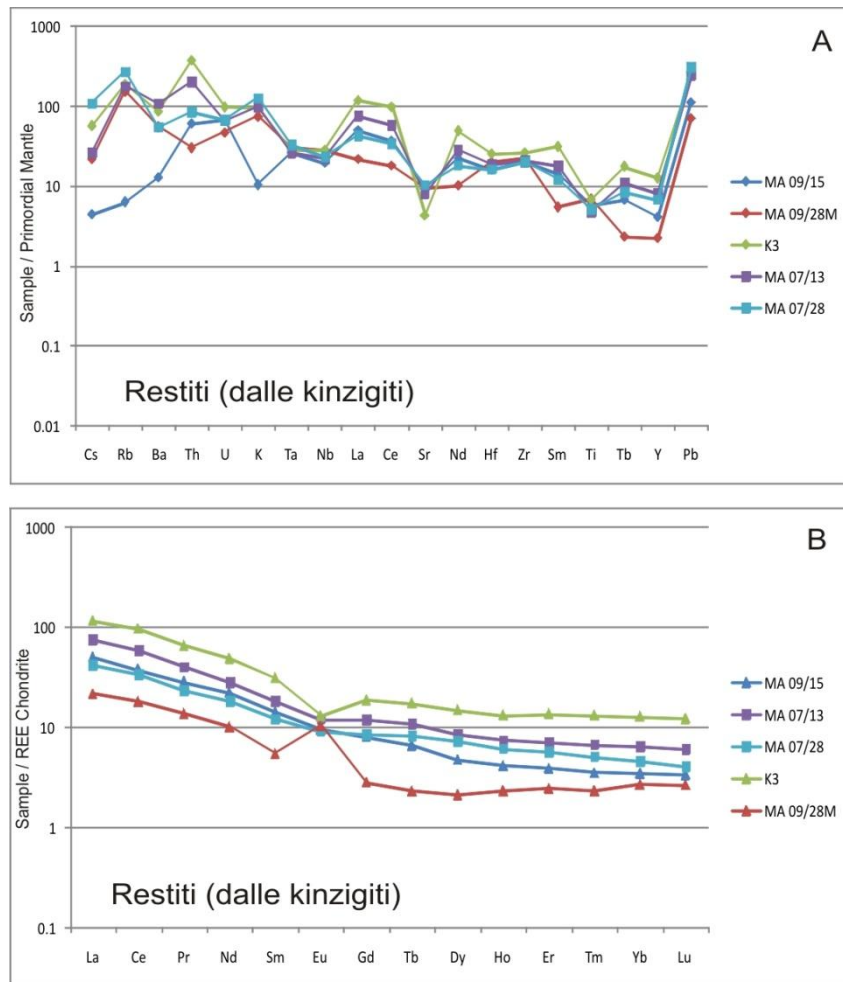 A
1000
100
10
1
0.1
0.01
Sample / Primordial Mantle
Restiti (dalle kinzigiti)
Cs Rb Ba Th U K Ta Nb La Ce Sr Nd Hf Zr Sm Ti Tb Y Pb
MA 09/15
MA 09/28M
K3
MA 07/13
MA 07/28
B
1000
100
10
1
0.1
Sample / REE Chondrite
Restiti (dalle kinzigiti)
La Ce Pr Nd Sm Eu Gd Tb Dy Ho Er Tm Yb Lu
MA 09/15
MA 07/13
MA 07/28
K3
MA 09/28M